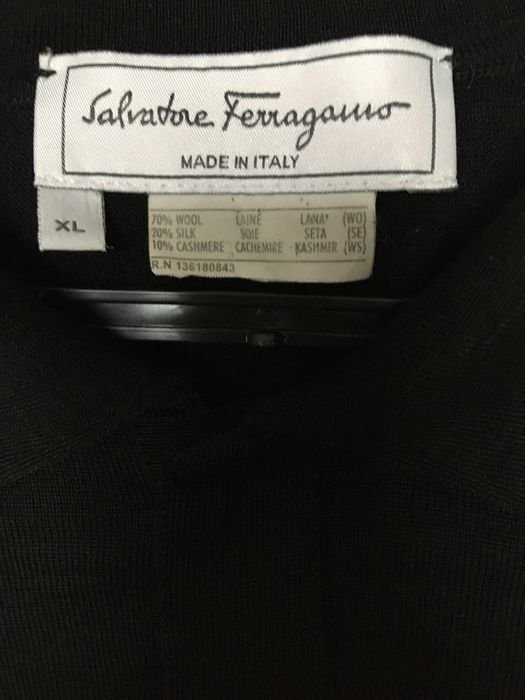 Salvatore Ferragamo
MADE IN ITALY
XL
70% WOOL LAINE LANA' (WO)
20% SILK SOIE SETA (SE)
10% CASHMERE CACHEMIRE KASHMIR (WS)
R.N 136180843